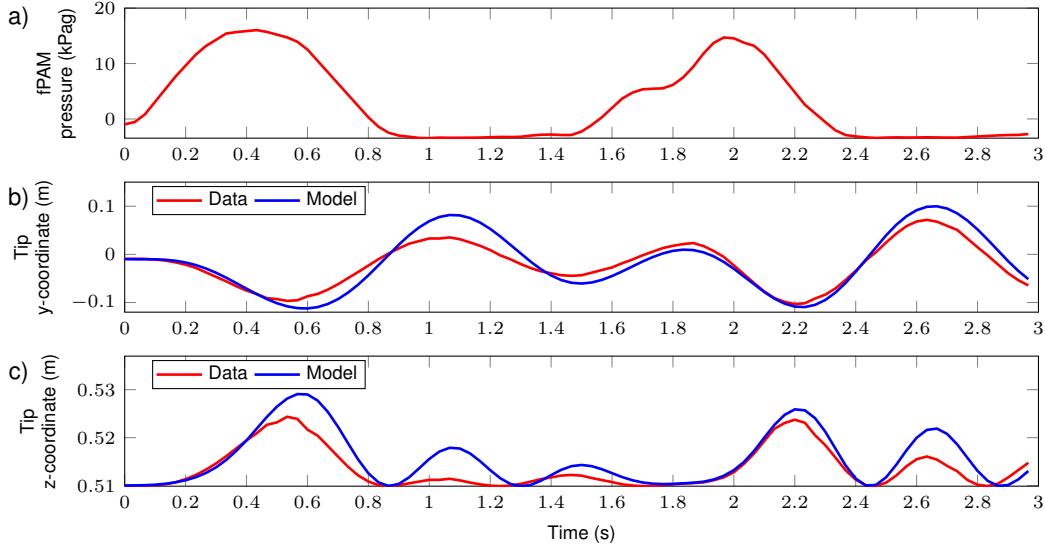 a)
fPAM
pressure (kPag)
20
10
0
0 0.2 0.4 0.6 0.8 1 1.2 1.4 1.6 1.8 2 2.2 2.4 2.6 2.8 3
b)
Tip
y-coordinate (m)
Data Model
0.1
0
−0.1
0 0.2 0.4 0.6 0.8 1 1.2 1.4 1.6 1.8 2 2.2 2.4 2.6 2.8 3
c)
Tip
z-coordinate (m)
Data Model
0.53
0.52
0.51
0 0.2 0.4 0.6 0.8 1 1.2 1.4 1.6 1.8 2 2.2 2.4 2.6 2.8 3
Time (s)